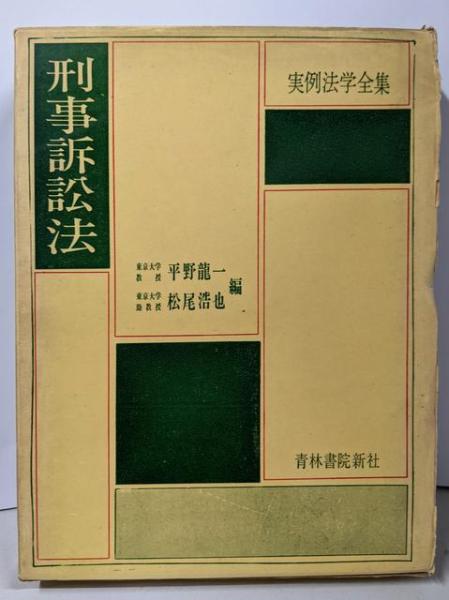 刑事訴訟法
実例法学全集
東京大学
教授
平野龍一
東京大学
助教授
松尾浩也
編
青林書院新社